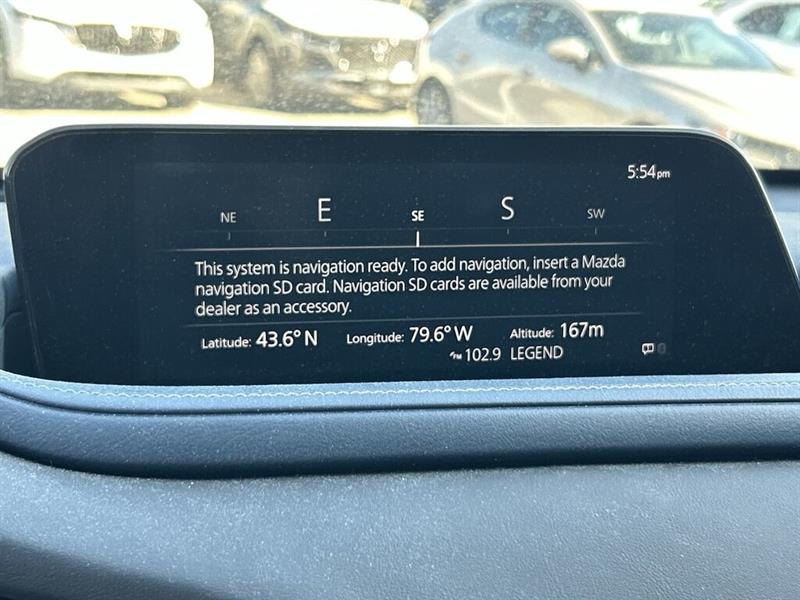 5:54pm
NE E SE S SW
This system is navigation ready. To add navigation, insert a Mazda
navigation SD card. Navigation SD cards are available from your
dealer as an accessory.
Latitude: 43.6° N Longitude: 79.6° W Altitude: 167m
FM 102.9 LEGEND
0